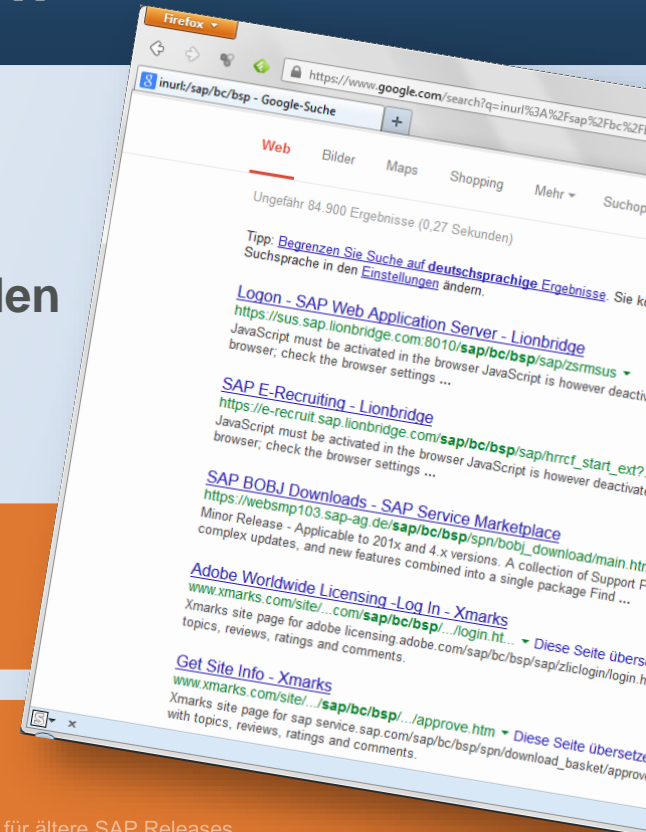 Firefox
https://www.google.com/search?q=inurl%3A%2Fsap%2Fbc%2F
inurl:/sap/bc/bsp - Google-Suche
Web Bilder Maps Shopping Mehr
Ungefähr 84.900 Ergebnisse (0,27 Sekunden)
Tipp: Begrenzen Sie Suche auf deutschsprachige Ergebnisse. Sie
Suchsprache in den Einstellungen ändern.
Logon - SAP Web Application Server - Lionbridge
https://sus.sap.lionbridge.com:8010/sap/bc/bsp/sap/zsrmsus
JavaScript must be activated in the browser JavaScript is however
browser; check the browser settings ...
den
SAP E-Recruiting - Lionbridge
https://e-recruit.sap.lionbridge.com/sap/bc/bsp/sap/hrrcf_start_ext?
JavaScript must be activated in the browser JavaScript is however
browser; check the browser settings ...
SAP BOBJ Downloads - SAP Service Marketplace
https://websmp103.sap-ag.de/sap/bc/bsp/spn/bobj_download/main.htm
Minor Release - Applicable to 201x and 4.x versions. A collection of Support
complex updates, and new features combined into a single package Find ...
Adobe Worldwide Licensing -Log In - Xmarks
www.xmarks.com/site/...com/sap/bc/bsp/.../login.ht... Diese Seite
Xmarks site page for adobe licensing.adobe.com/sap/bc/bsp/sap/zliclogin/login.h
topics, reviews, ratings and comments.
Get Site Info - Xmarks
www.xmarks.com/site/.../sap/bc/bsp/.../approve.htm Diese Seite
Xmarks site page for sap service.sap.com/sap/bc/bsp/spn/download_basket/approve
with topics, reviews, ratings and comments.
für ältere SAP Releases